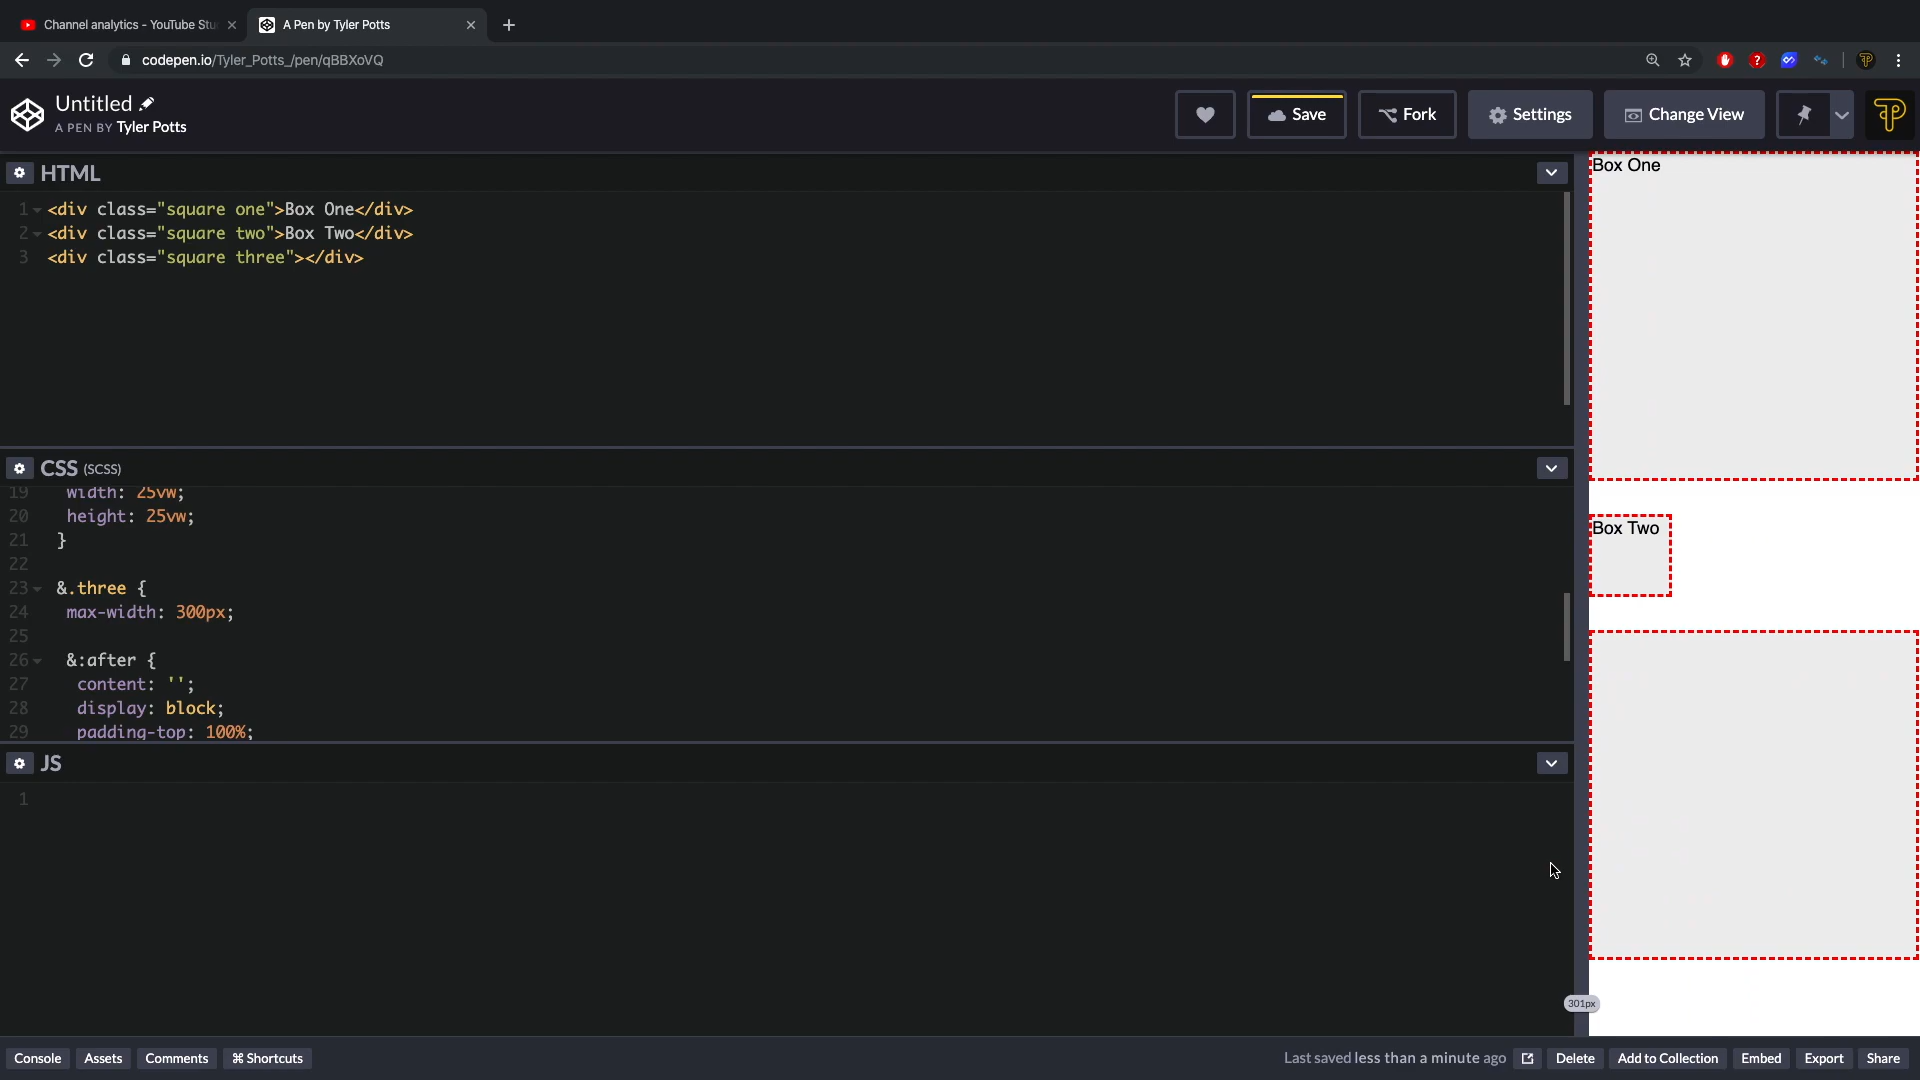 Channel analytics - YouTube Stu
A Pen by Tyler Potts
codepen.io/Tyler_Potts_/pen/qBBXoVQ
Untitled
A PEN BY Tyler Potts
Save
Fork
Settings
Change View
HTML
1 <div class="square one">Box One</div>
2 <div class="square two">Box Two</div>
3 <div class="square three"></div>
CSS (SCSS)
19 width: 25vw;
20 height: 25vw;
21 }
22
23 &.three {
24 max-width: 300px;
25
26 &:after {
27 content: '';
28 display: block;
29 padding-top: 100%;
JS
1
Box One
Box Two
301px
Console
Assets
Comments
⌘ Shortcuts
Last saved less than a minute ago
Delete
Add to Collection
Embed
Export
Share